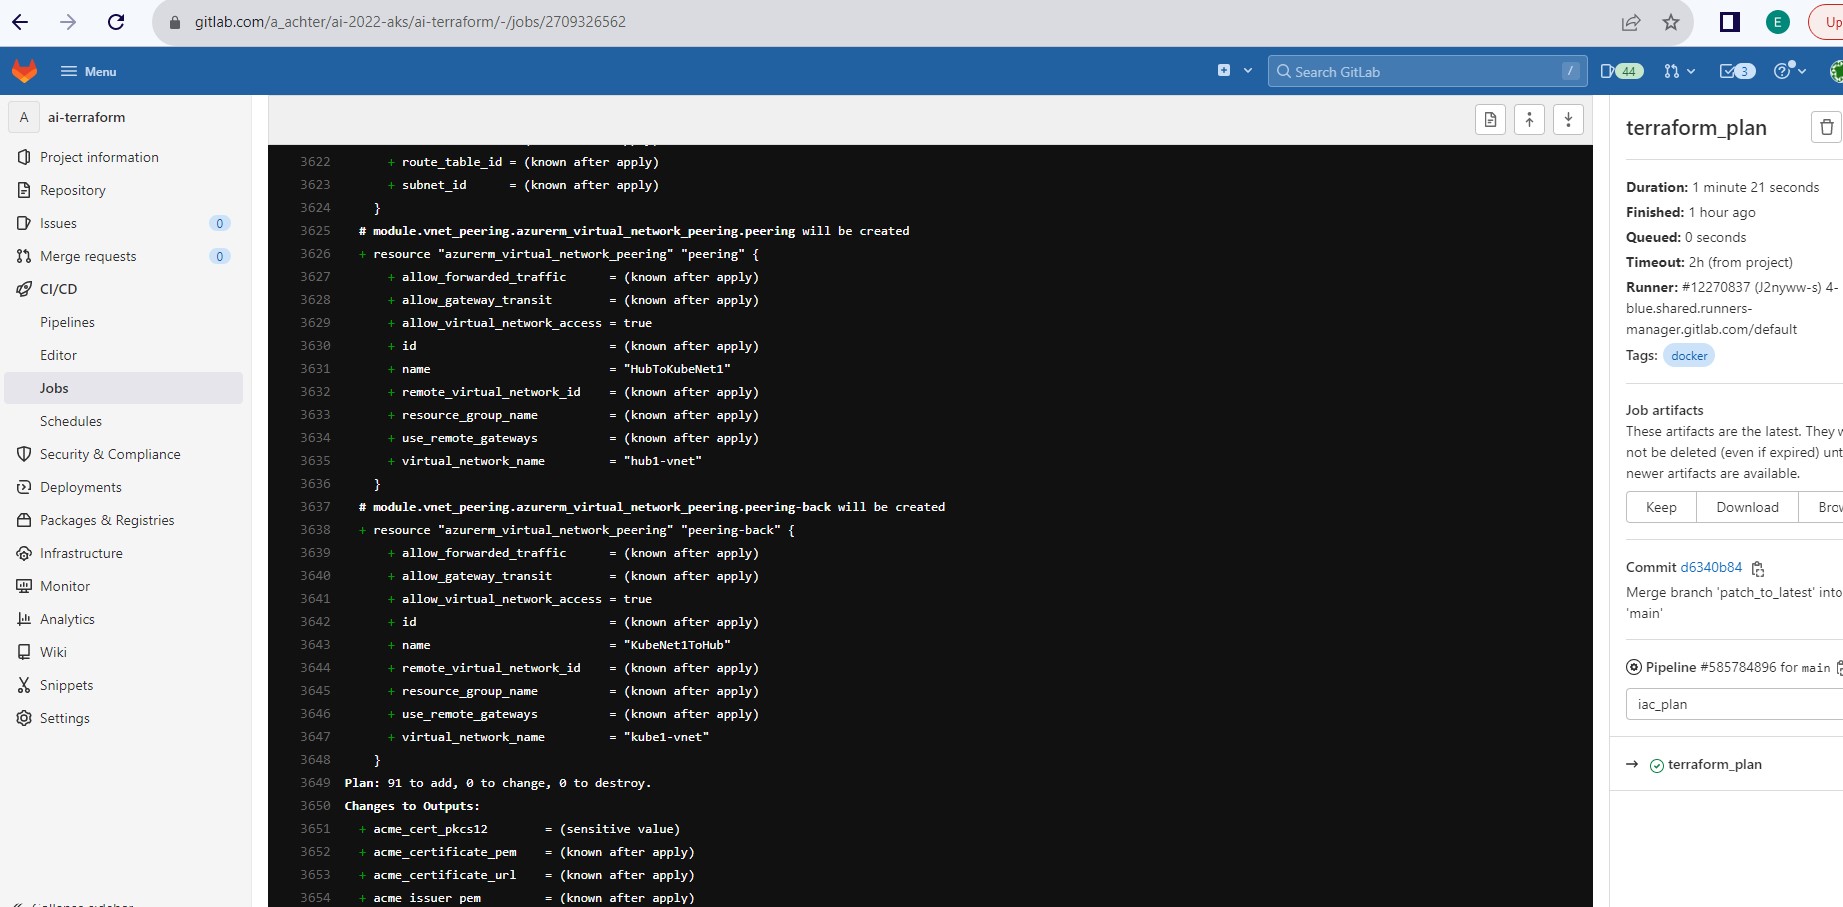 gitlab.com/a_achter/ai-2022-aks/ai-terraform/-/jobs/2709326562
E
Up
Menu
Search GitLab
/
44
3
A ai-terraform
Project information
Repository
Issues 0
Merge requests 0
CI/CD
Pipelines
Editor
Jobs
Schedules
Security & Compliance
Deployments
Packages & Registries
Infrastructure
Monitor
Analytics
Wiki
Snippets
Settings
3622 + route_table_id = (known after apply)
3623 + subnet_id = (known after apply)
3624 }
3625 # module.vnet_peering.azurerm_virtual_network_peering.peering will be created
3626 + resource "azurerm_virtual_network_peering" "peering" {
3627 + allow_forwarded_traffic = (known after apply)
3628 + allow_gateway_transit = (known after apply)
3629 + allow_virtual_network_access = true
3630 + id = (known after apply)
3631 + name = "HubToKubeNet1"
3632 + remote_virtual_network_id = (known after apply)
3633 + resource_group_name = (known after apply)
3634 + use_remote_gateways = (known after apply)
3635 + virtual_network_name = "hub1-vnet"
3636 }
3637 # module.vnet_peering.azurerm_virtual_network_peering.peering-back will be created
3638 + resource "azurerm_virtual_network_peering" "peering-back" {
3639 + allow_forwarded_traffic = (known after apply)
3640 + allow_gateway_transit = (known after apply)
3641 + allow_virtual_network_access = true
3642 + id = (known after apply)
3643 + name = "KubeNet1ToHub"
3644 + remote_virtual_network_id = (known after apply)
3645 + resource_group_name = (known after apply)
3646 + use_remote_gateways = (known after apply)
3647 + virtual_network_name = "kube1-vnet"
3648 }
3649 Plan: 91 to add, 0 to change, 0 to destroy.
3650 Changes to Outputs:
3651 + acme_cert_pkcs12 = (sensitive value)
3652 + acme_certificate_pem = (known after apply)
3653 + acme_certificate_url = (known after apply)
3654 + acme_issuer_pem = (known after apply)
terraform_plan
Duration: 1 minute 21 seconds
Finished: 1 hour ago
Queued: 0 seconds
Timeout: 2h (from project)
Runner: #12270837 (J2nyww-s) 4-
blue.shared.runners-
manager.gitlab.com/default
Tags: docker
Job artifacts
These artifacts are the latest. They w
not be deleted (even if expired) unt
newer artifacts are available.
Keep Download Brow
Commit d6340b84
Merge branch 'patch_to_latest' into
'main'
Pipeline #585784896 for main
iac_plan
→ terraform_plan